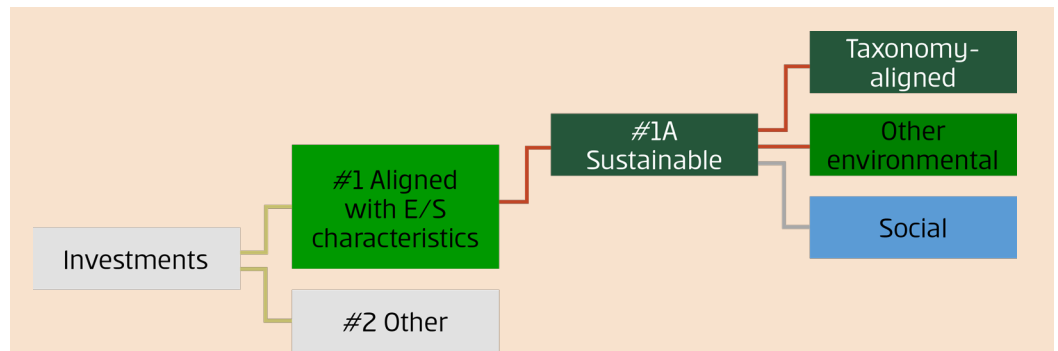 Investments
#1 Aligned
with E/S
characteristics
#2 Other
#1A
Sustainable
Taxonomy-
aligned
Other
environmental
Social